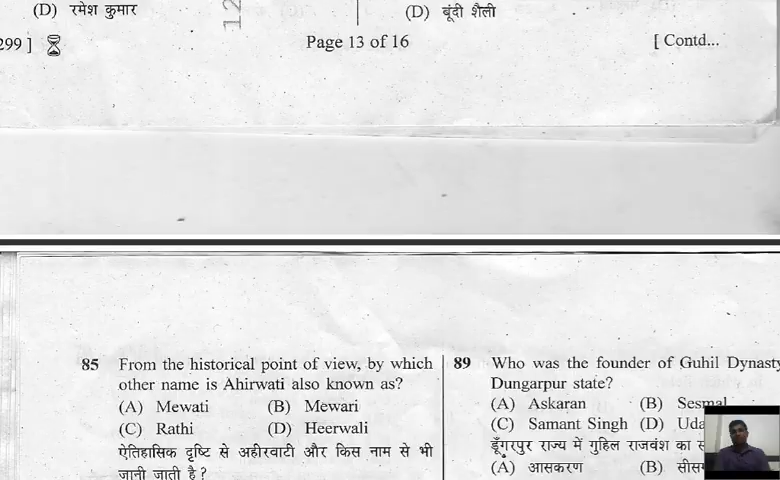 (D) रमेश कुमार
(D) बूंदी शैली
299 ]
Page 13 of 16
[ Contd...
85 From the historical point of view, by which
other name is Ahirwati also known as?
(A) Mewati (B) Mewari
(C) Rathi (D) Heerwali
ऐतिहासिक दृष्टि से अहीरवाटी और किस नाम से भी
जानी जाती है ?
89 Who was the founder of Guhil Dynasty
Dungarpur state?
(A) Askaran (B) Sesmal
(C) Samant Singh (D)
डूँगरपुर राज्य में गुहिल राजवंश का
(A) आसकरण (B)